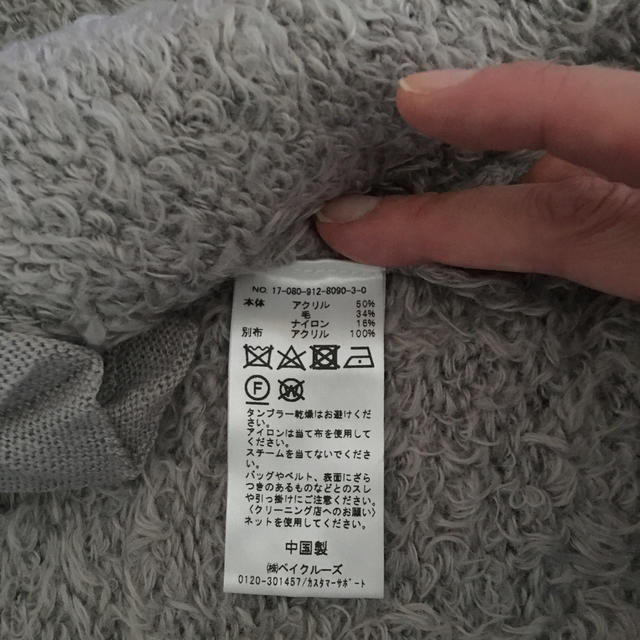 NO. 17-080-912-8090-3-0
本体 アクリル 50%
毛 34%
ナイロン 16%
別布 アクリル 100%
F W
タンブラー乾燥はお避けくだ
さい。
アイロンは当て布を使用して
ください。
スチームを当てないでくださ
い。
バッグやベルト、表面にざら
つきのあるものなどとのスレ
や引っ掛けにご注意ください。
〈クリーニング店へのお願い〉
ネットを使用してください。
中国製
㈱ベイクルーズ
0120-301457/カスタマーサポート